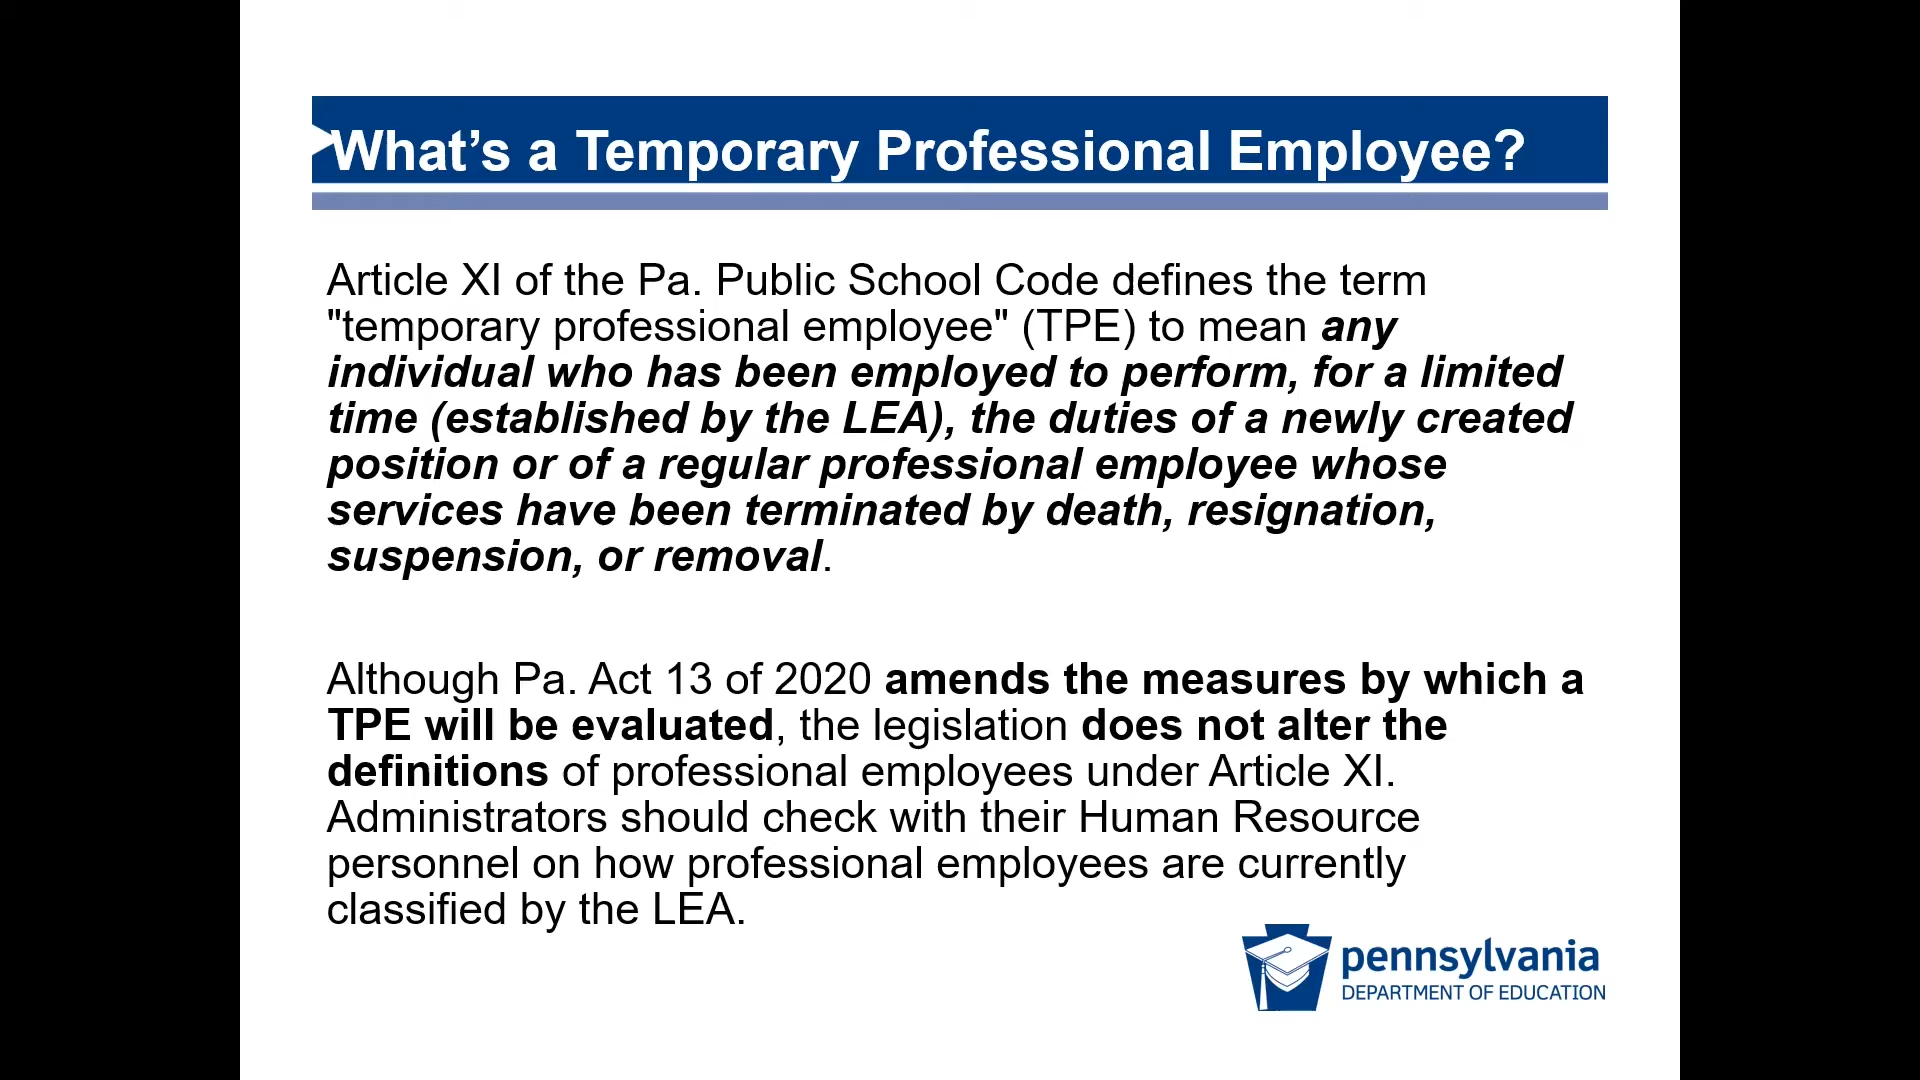 What’s a Temporary Professional Employee?
Article XI of the Pa. Public School Code defines the term
"temporary professional employee" (TPE) to mean any
individual who has been employed to perform, for a limited
time (established by the LEA), the duties of a newly created
position or of a regular professional employee whose
services have been terminated by death, resignation,
suspension, or removal.
Although Pa. Act 13 of 2020 amends the measures by which a
TPE will be evaluated, the legislation does not alter the
definitions of professional employees under Article XI.
Administrators should check with their Human Resource
personnel on how professional employees are currently
classified by the LEA.
pennsylvania
DEPARTMENT OF EDUCATION